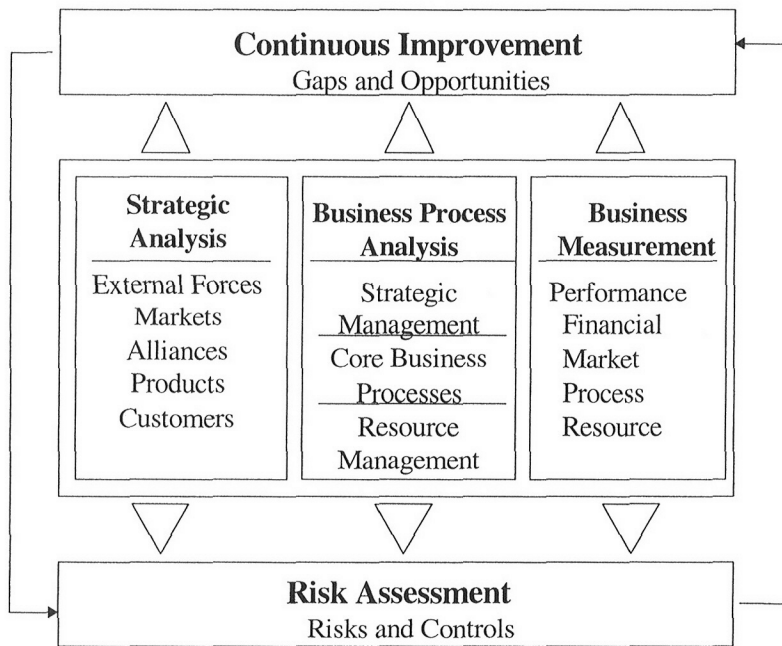 Continuous Improvement
Gaps and Opportunities
Strategic
Analysis
External Forces
Markets
Alliances
Products
Customers
Business Process
Analysis
Strategic
Management
Core Business
Processes
Resource
Management
Business
Measurement
Performance
Financial
Market
Process
Resource
Risk Assessment
Risks and Controls